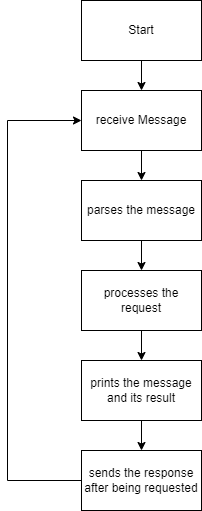 Start
receive Message
parses the message
processes the
request
prints the message
and its result
sends the response
after being requested